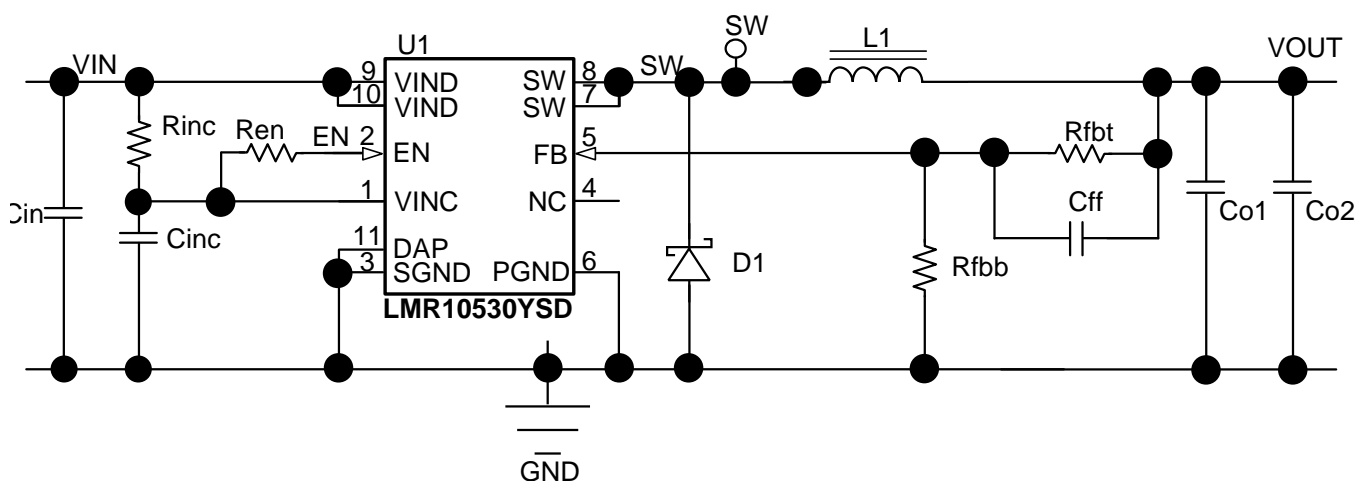 SW
U1
L1
VIN
SW
VOUT
9 VIND SW 8
10 VIND SW 7
Rinc
Ren
EN 2 EN FB 5
Rfbt
1 VINC NC 4
Cin
Cinc
Cff
Co1
Co2
11 DAP
3 SGND PGND 6
D1
Rfbb
LMR10530YSD
GND